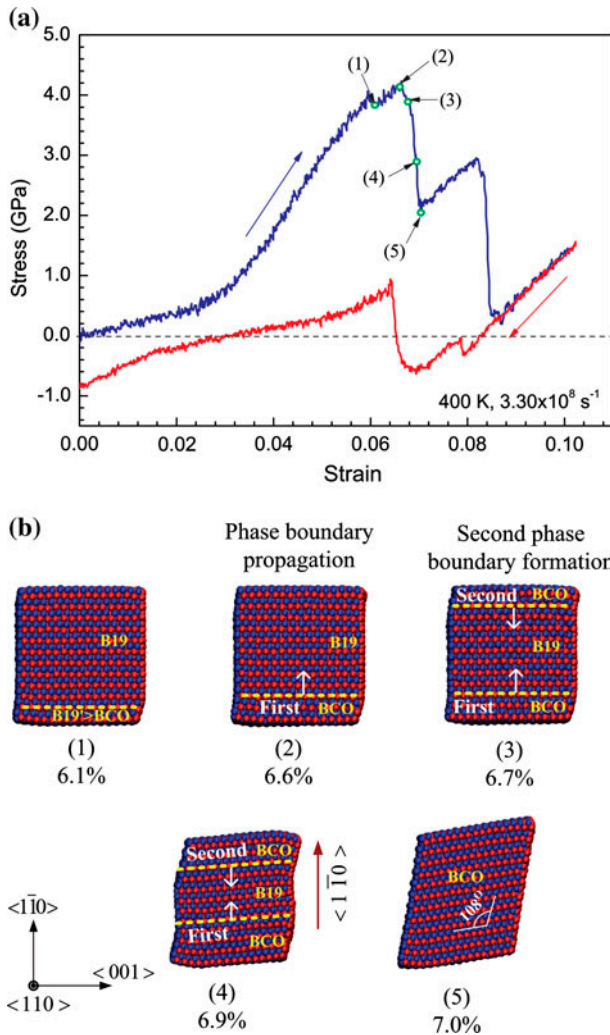 (a)
5.0
4.0
3.0
2.0
1.0
0.0
-1.0
Stress (GPa)
(1)
(2)
(3)
(4)
(5)
400 K, 3.30x10⁸ s⁻¹
0.00 0.02 0.04 0.06 0.08 0.10
Strain
(b)
Phase boundary
propagation
Second phase
boundary formation
B19
B19'>BCO
(1)
6.1%
B19
First
BCO
(2)
6.6%
Second
BCO
B19
First
BCO
(3)
6.7%
Second
BCO
B19
First
BCO
(4)
6.9%
<11̅0>
BCO
108°
(5)
7.0%
<11̅0>
<001>
<110>